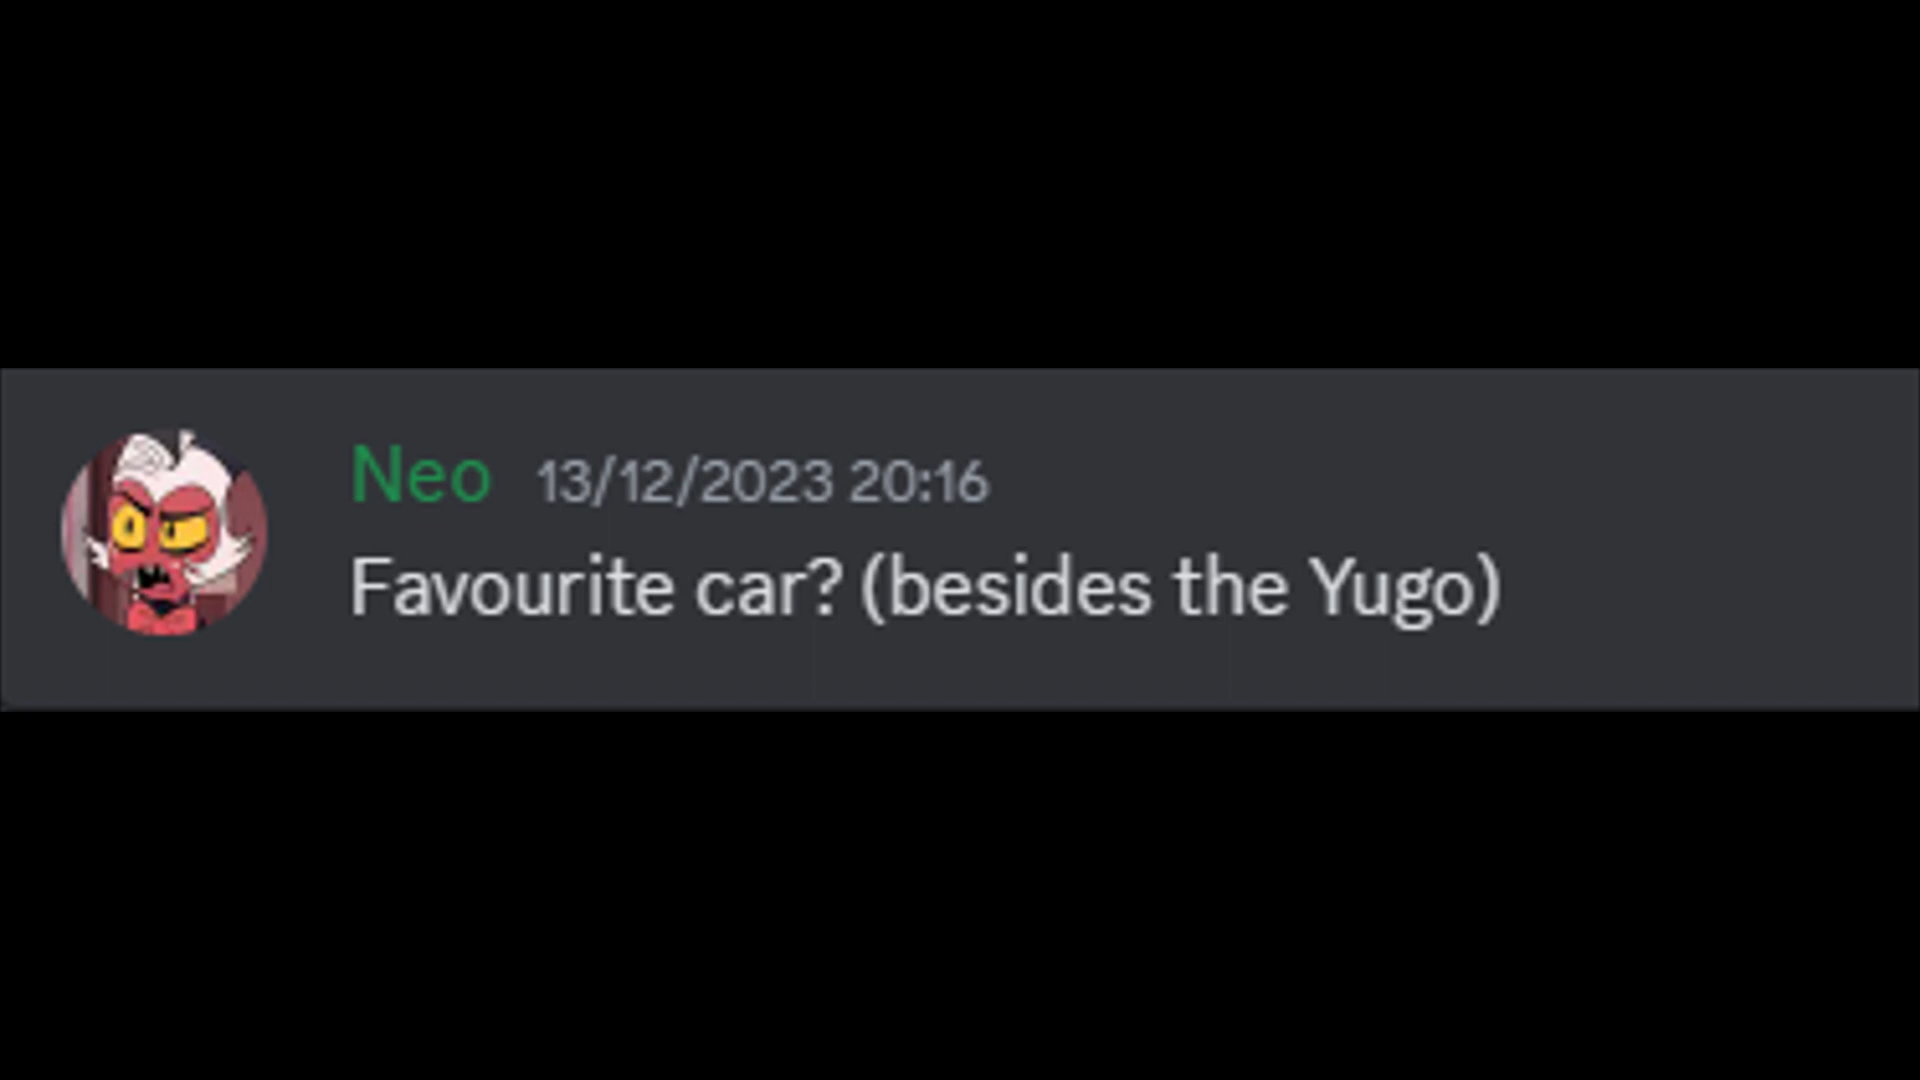 Neo 13/12/2023 20:16
Favourite car? (besides the Yugo)